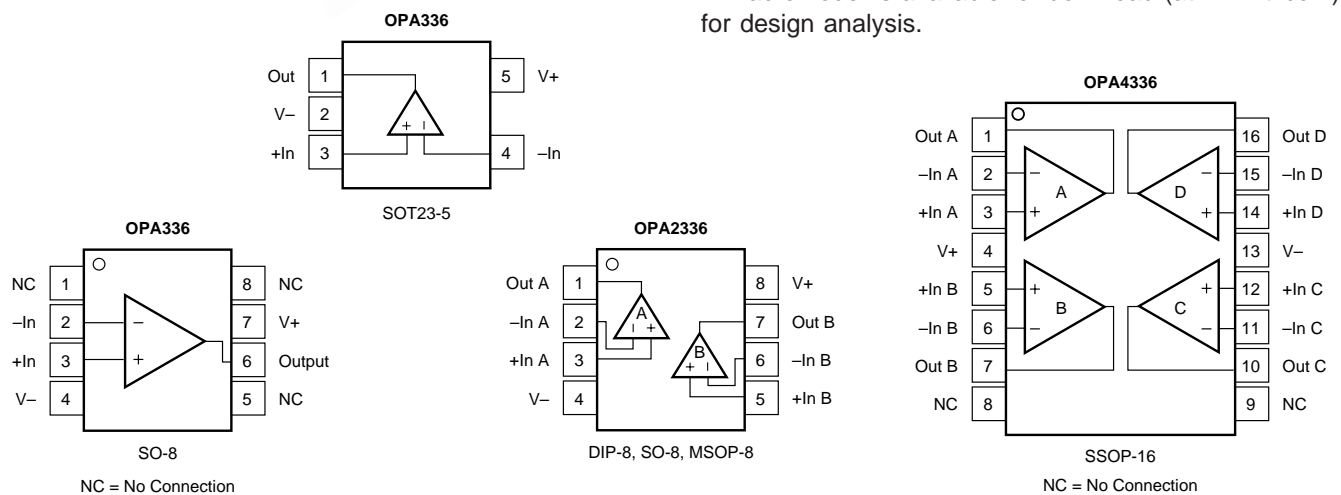 for design analysis.
OPA336
Out 1 5 V+
V– 2
+In 3 4 –In
+ –
SOT23-5
OPA336
NC 1 8 NC
–In 2 – 7 V+
+In 3 + 6 Output
V– 4 5 NC
SO-8
NC = No Connection
OPA2336
Out A 1 8 V+
–In A 2 A 7 Out B
– +
+In A 3 B 6 –In B
+ –
V– 4 5 +In B
DIP-8, SO-8, MSOP-8
OPA4336
Out A 1 16 Out D
–In A 2 – – 15 –In D
A D
+In A 3 + + 14 +In D
V+ 4 13 V–
+In B 5 + + 12 +In C
B C
–In B 6 – – 11 –In C
Out B 7 10 Out C
NC 8 9 NC
SSOP-16
NC = No Connection